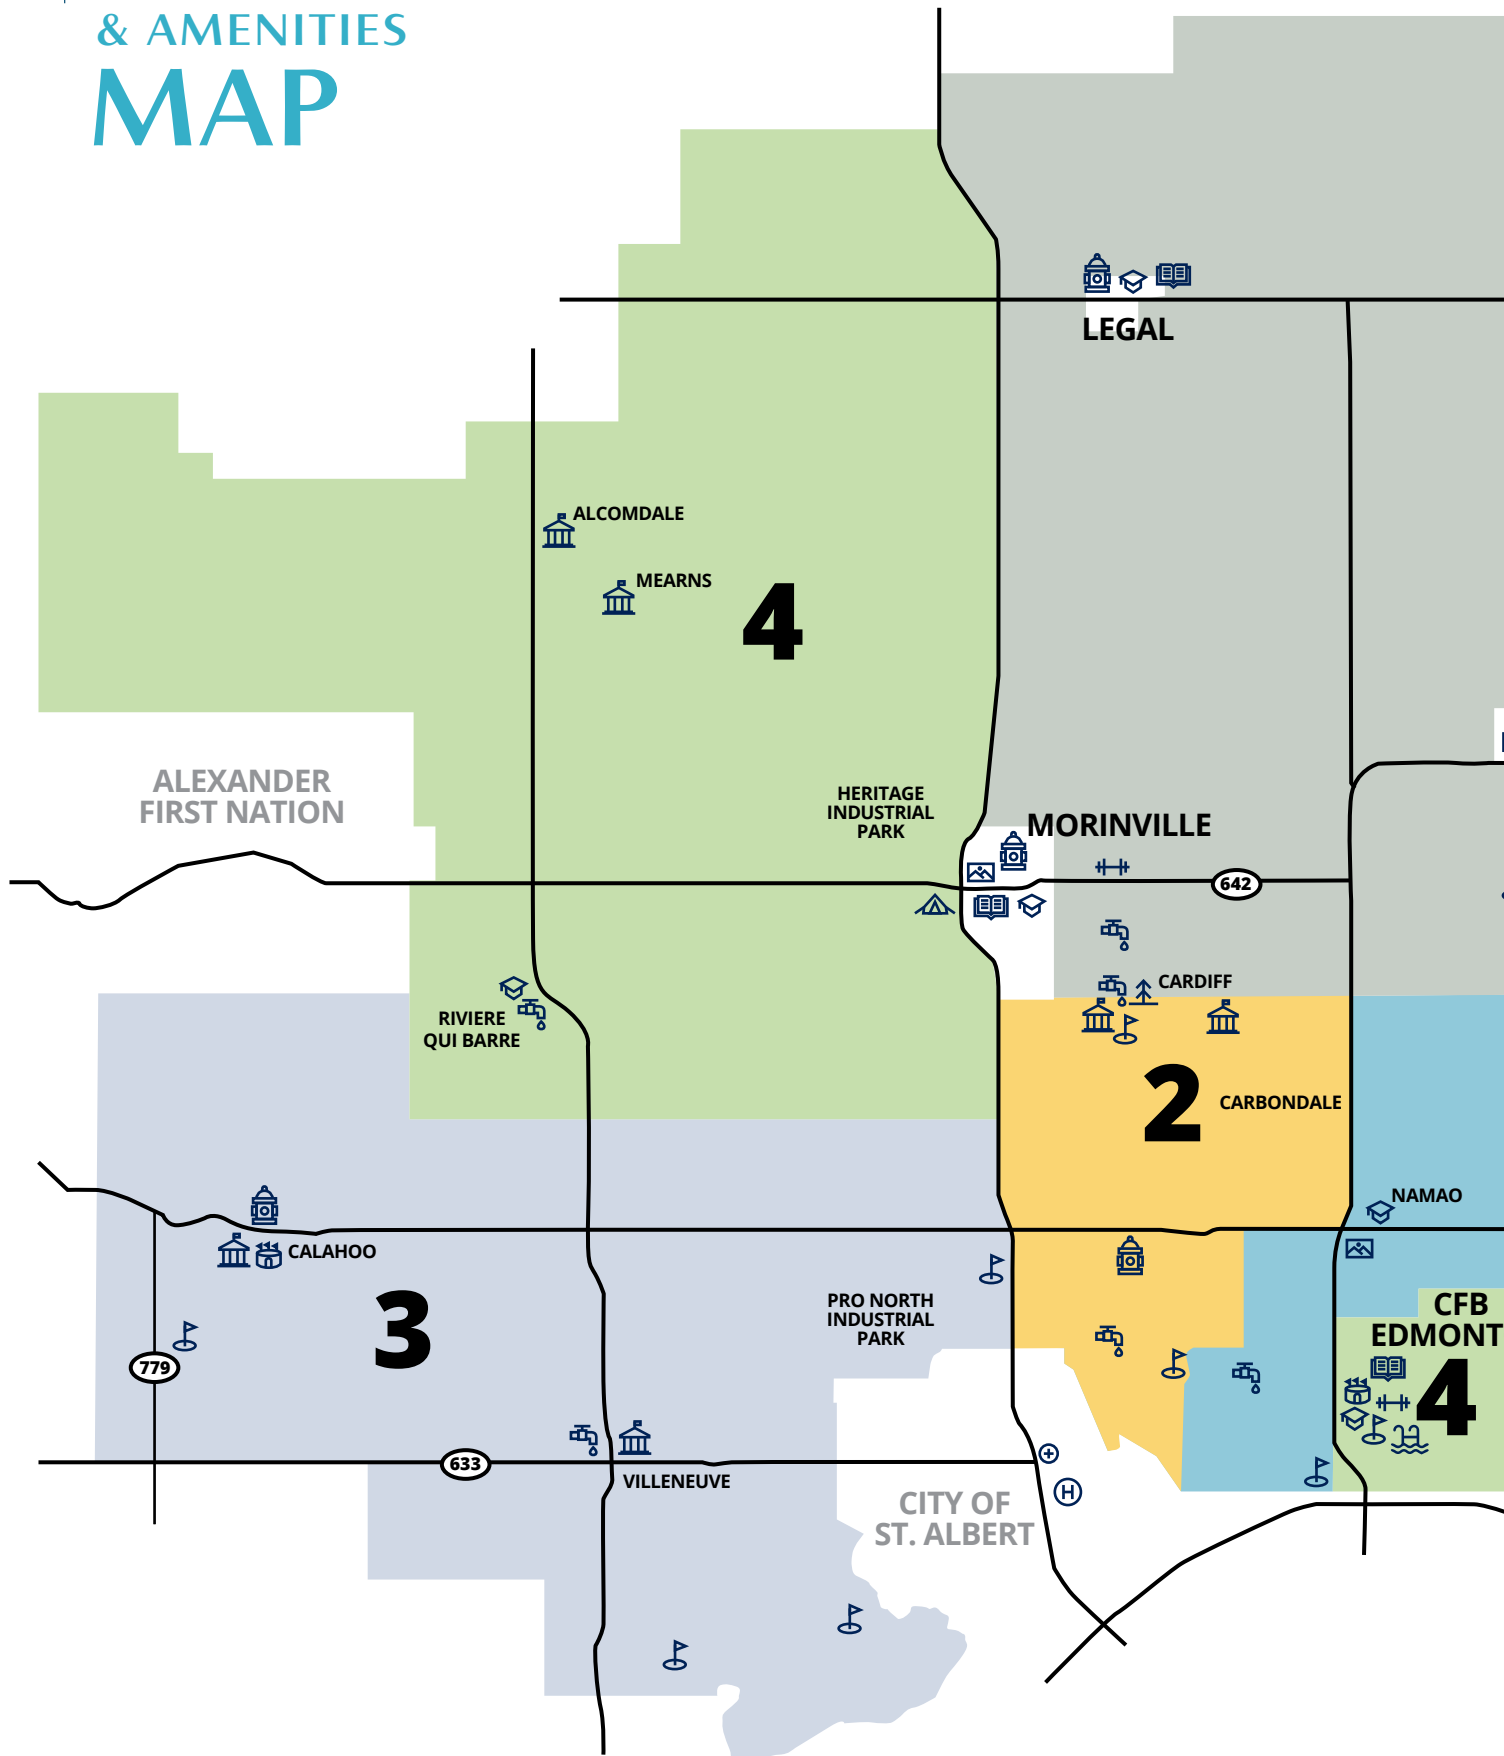 & AMENITIES
MAP
LEGAL
ALCOMDALE
MEARNS
4
ALEXANDER
FIRST NATION
HERITAGE
INDUSTRIAL
PARK
MORINVILLE
642
CARDIFF
RIVIERE
QUI BARRE
2
CARBONDALE
NAMAO
CALAHOO
3
PRO NORTH
INDUSTRIAL
PARK
CFB
EDMONT
4
779
633
VILLENEUVE
CITY OF
ST. ALBERT
H